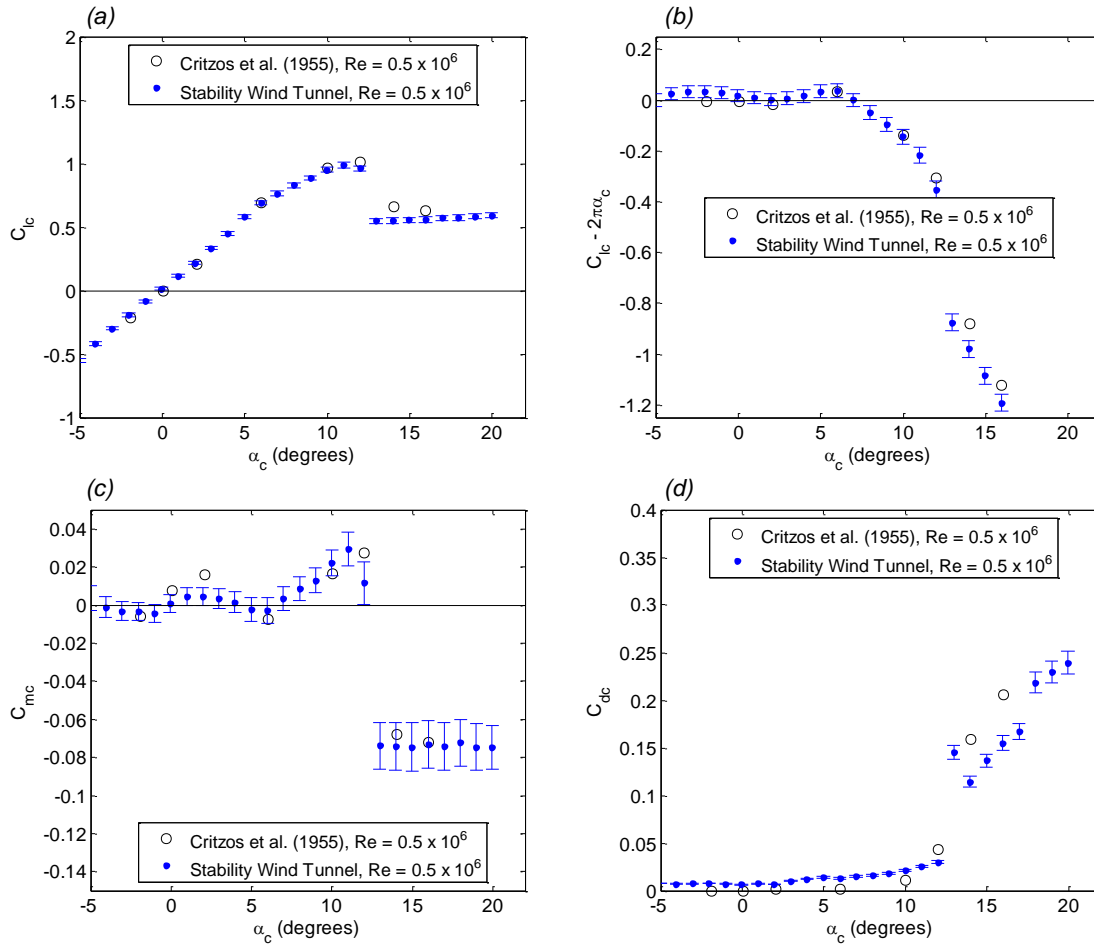 (a)
2
1.5
1
0.5
0
-0.5
-1
-5 0 5 10 15 20
C_lc
α_c (degrees)
Critzos et al. (1955), Re = 0.5 x 10^6
Stability Wind Tunnel, Re = 0.5 x 10^6
(b)
0.2
0
-0.2
-0.4
-0.6
-0.8
-1
-1.2
-5 0 5 10 15 20
C_lc - 2πα_c
α_c (degrees)
Critzos et al. (1955), Re = 0.5 x 10^6
Stability Wind Tunnel, Re = 0.5 x 10^6
(c)
0.04
0.02
0
-0.02
-0.04
-0.06
-0.08
-0.1
-0.12
-0.14
-5 0 5 10 15 20
C_mc
α_c (degrees)
Critzos et al. (1955), Re = 0.5 x 10^6
Stability Wind Tunnel, Re = 0.5 x 10^6
(d)
0.4
0.35
0.3
0.25
0.2
0.15
0.1
0.05
0
-5 0 5 10 15 20
C_dc
α_c (degrees)
Critzos et al. (1955), Re = 0.5 x 10^6
Stability Wind Tunnel, Re = 0.5 x 10^6